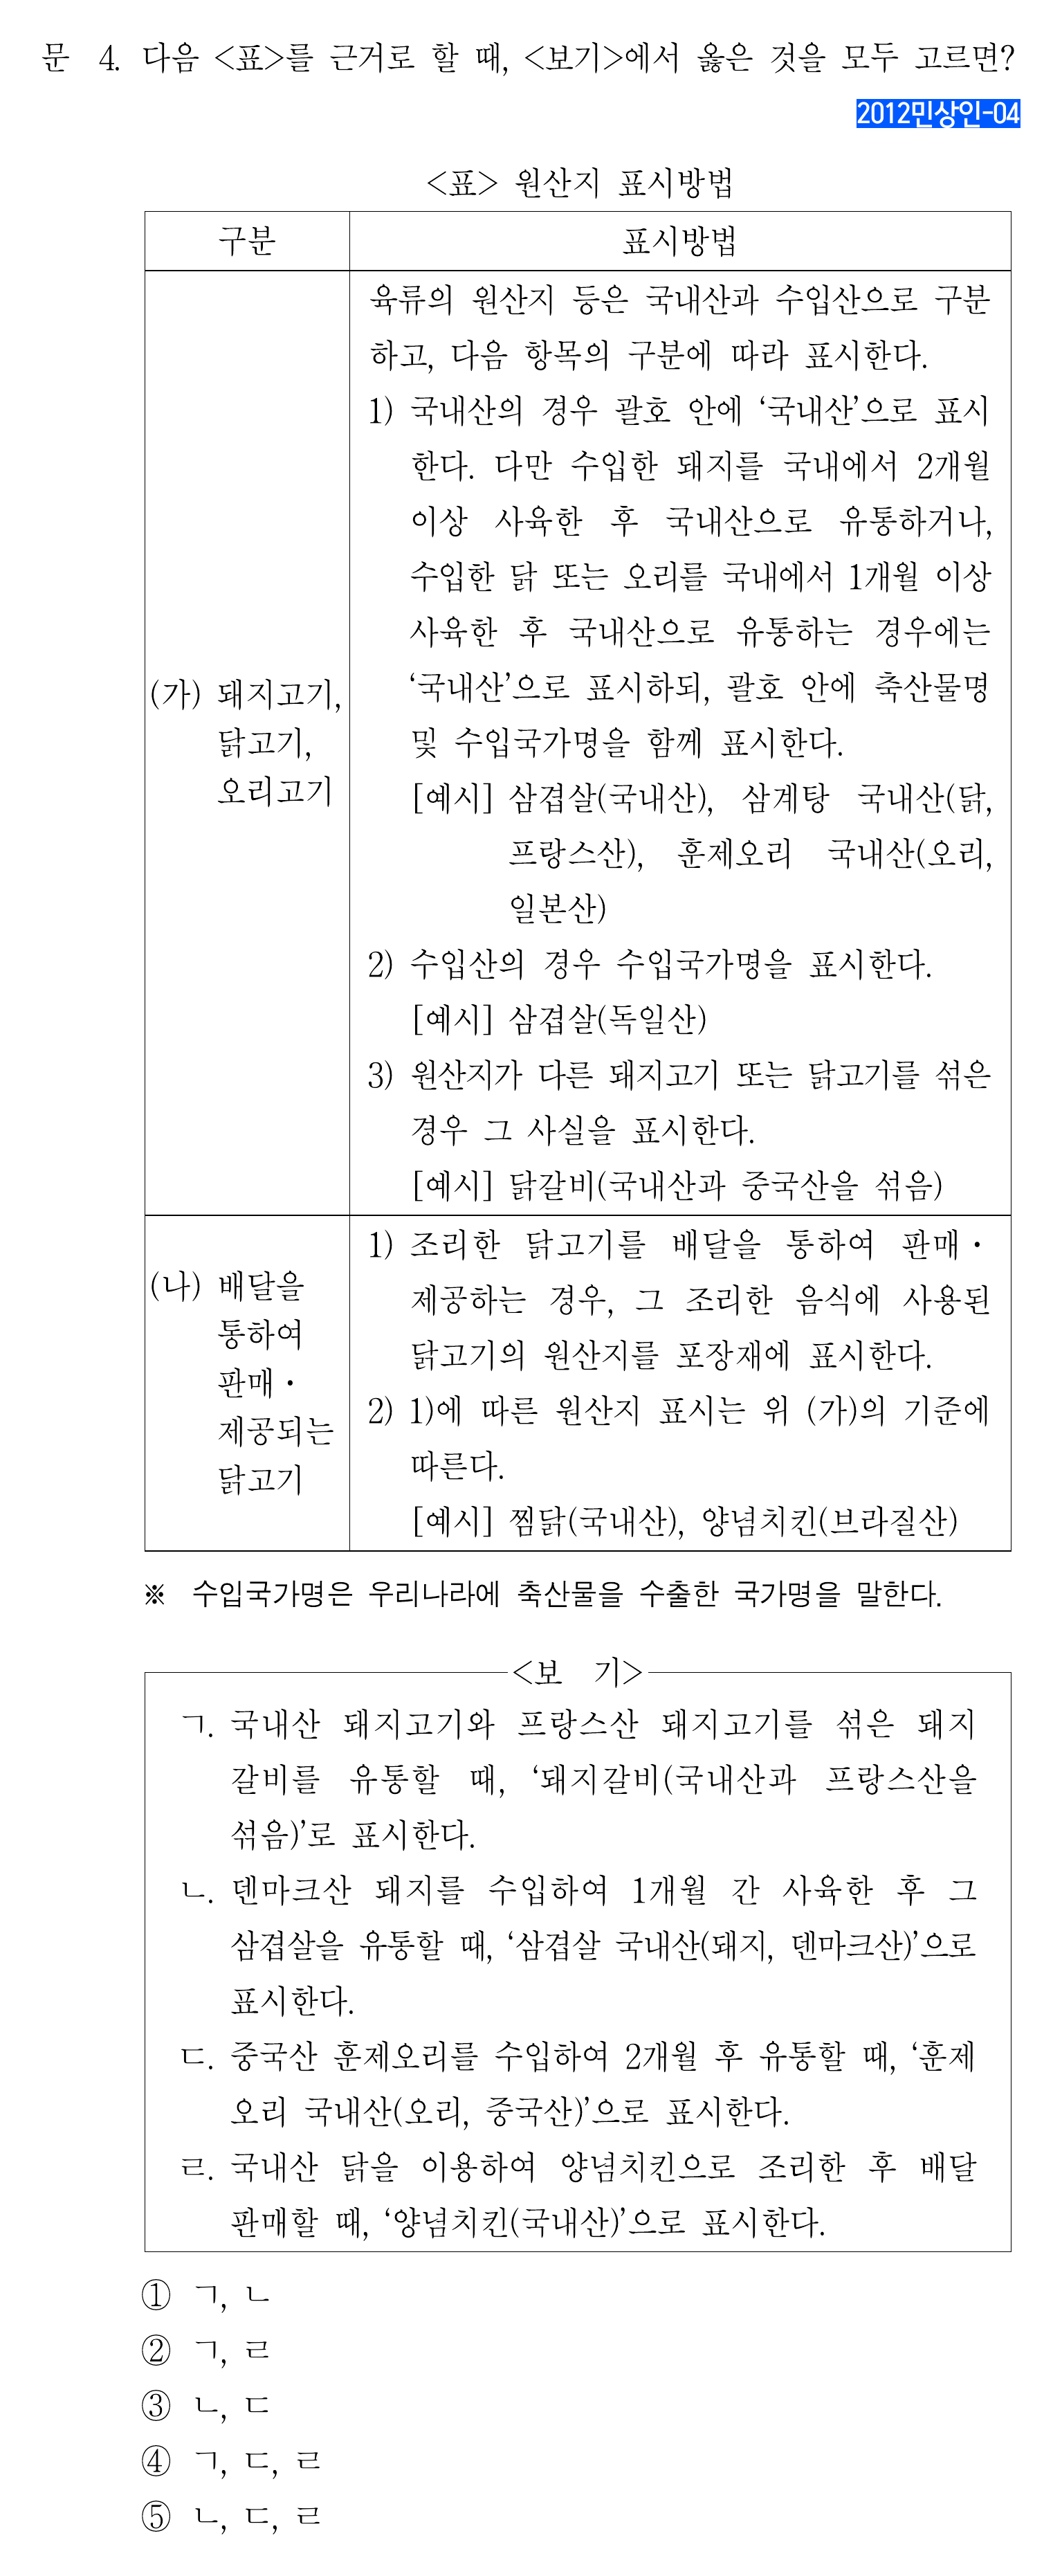 문 4. 다음 <표>를 근거로 할 때, <보기>에서 옳은 것을 모두 고르면?
2012민상인-04
<표> 원산지 표시방법
구분 표시방법
(가) 돼지고기,
닭고기,
오리고기
육류의 원산지 등은 국내산과 수입산으로 구분
하고, 다음 항목의 구분에 따라 표시한다.
1) 국내산의 경우 괄호 안에 ‘국내산’으로 표시
한다. 다만 수입한 돼지를 국내에서 2개월
이상 사육한 후 국내산으로 유통하거나,
수입한 닭 또는 오리를 국내에서 1개월 이상
사육한 후 국내산으로 유통하는 경우에는
‘국내산’으로 표시하되, 괄호 안에 축산물명
및 수입국가명을 함께 표시한다.
[예시] 삼겹살(국내산), 삼계탕 국내산(닭,
프랑스산), 훈제오리 국내산(오리,
일본산)
2) 수입산의 경우 수입국가명을 표시한다.
[예시] 삼겹살(독일산)
3) 원산지가 다른 돼지고기 또는 닭고기를 섞은
경우 그 사실을 표시한다.
[예시] 닭갈비(국내산과 중국산을 섞음)
(나) 배달을
통하여
판매·
제공되는
닭고기
1) 조리한 닭고기를 배달을 통하여 판매·
제공하는 경우, 그 조리한 음식에 사용된
닭고기의 원산지를 포장재에 표시한다.
2) 1)에 따른 원산지 표시는 위 (가)의 기준에
따른다.
[예시] 찜닭(국내산), 양념치킨(브라질산)
※ 수입국가명은 우리나라에 축산물을 수출한 국가명을 말한다.
<보 기>
ㄱ. 국내산 돼지고기와 프랑스산 돼지고기를 섞은 돼지
갈비를 유통할 때, ‘돼지갈비(국내산과 프랑스산을
섞음)’로 표시한다.
ㄴ. 덴마크산 돼지를 수입하여 1개월 간 사육한 후 그
삼겹살을 유통할 때, ‘삼겹살 국내산(돼지, 덴마크산)’으로
표시한다.
ㄷ. 중국산 훈제오리를 수입하여 2개월 후 유통할 때, ‘훈제
오리 국내산(오리, 중국산)’으로 표시한다.
ㄹ. 국내산 닭을 이용하여 양념치킨으로 조리한 후 배달
판매할 때, ‘양념치킨(국내산)’으로 표시한다.
① ㄱ, ㄴ
② ㄱ, ㄹ
③ ㄴ, ㄷ
④ ㄱ, ㄷ, ㄹ
⑤ ㄴ, ㄷ, ㄹ